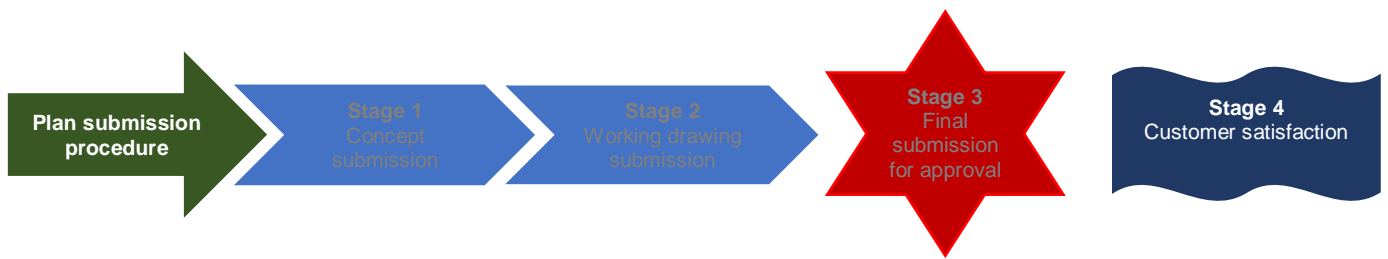 Plan submission
procedure
Stage 1
Concept
submission
Stage 2
Working drawing
submission
Stage 3
Final
submission
for approval
Stage 4
Customer satisfaction